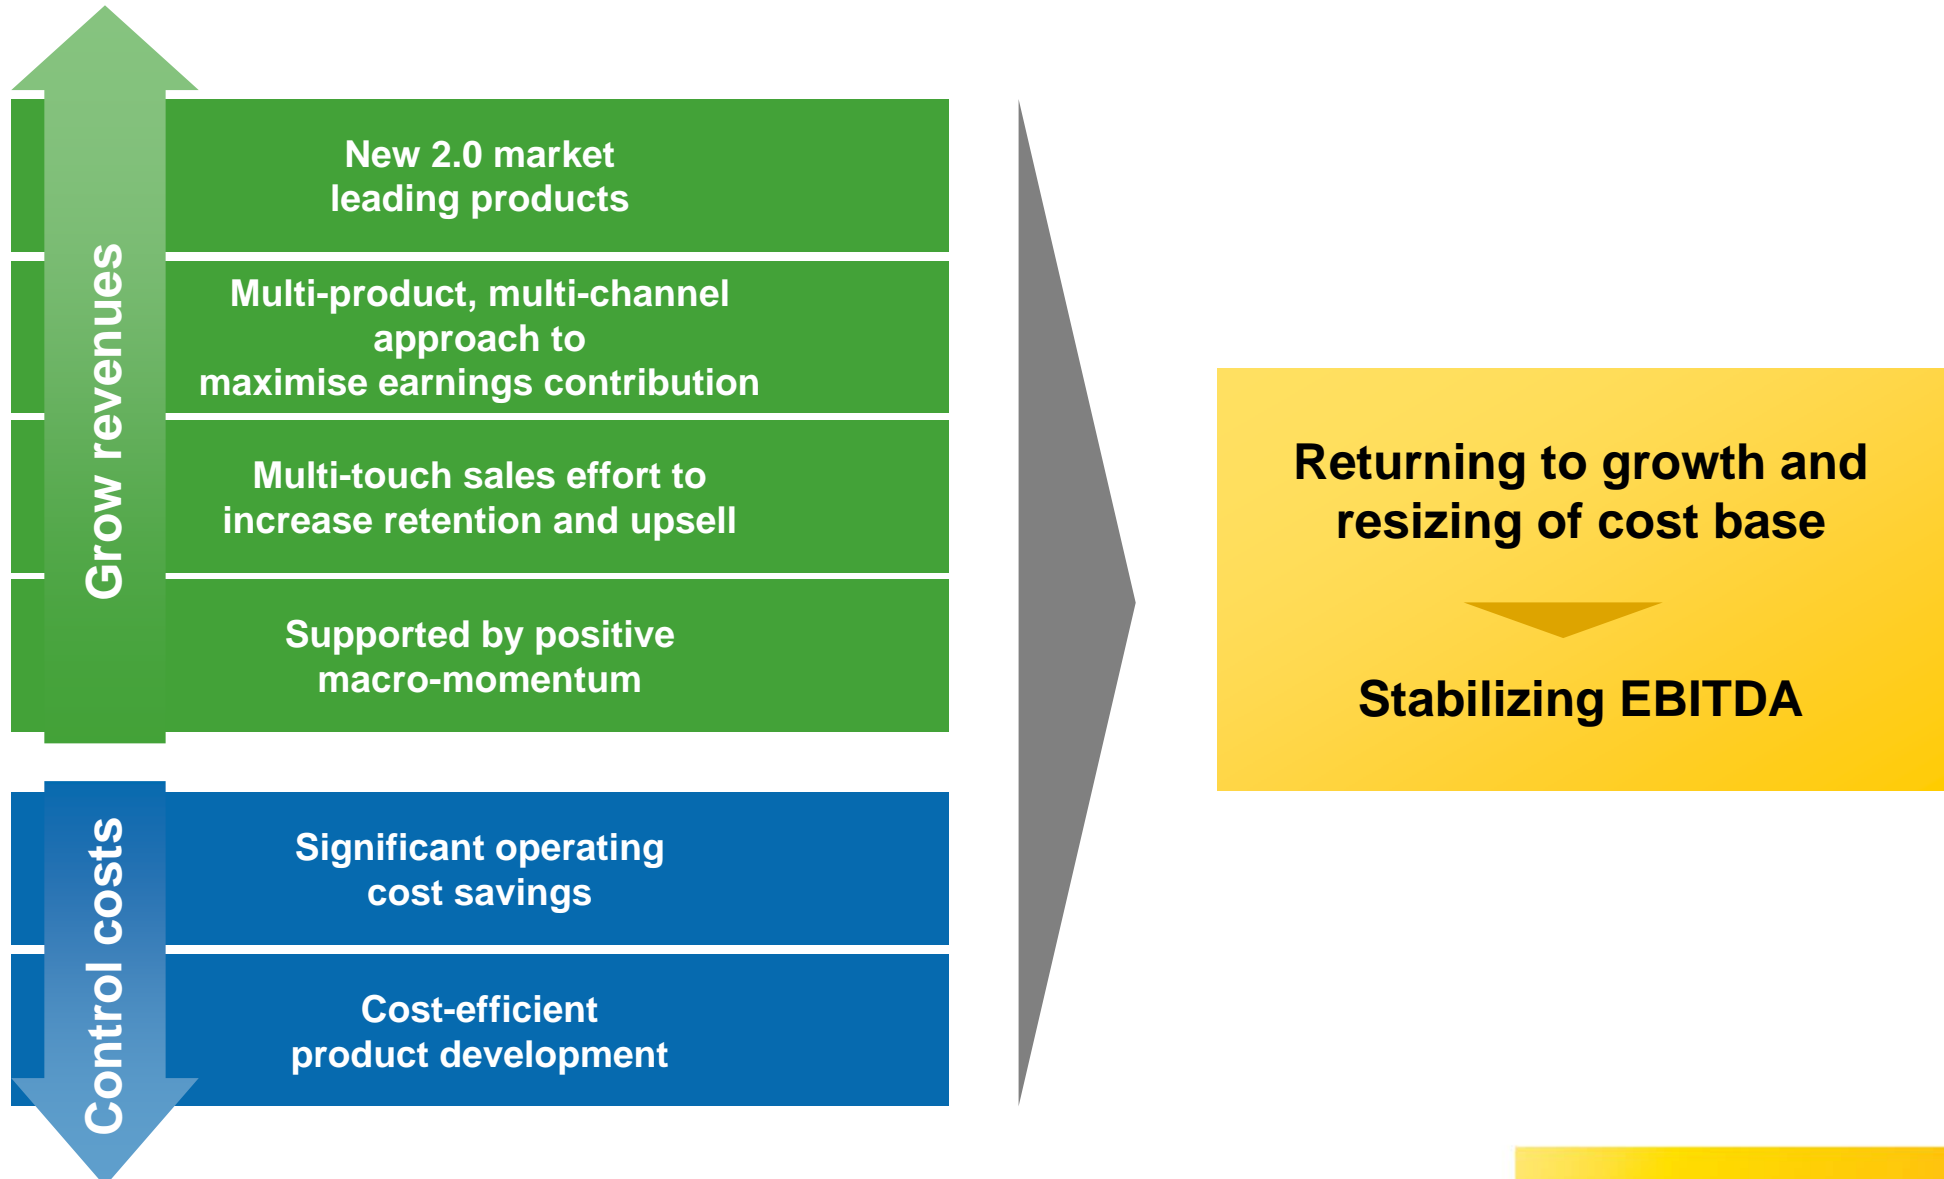 Grow revenues
New 2.0 market
leading products
Multi-product, multi-channel
approach to
maximise earnings contribution
Multi-touch sales effort to
increase retention and upsell
Supported by positive
macro-momentum
Control costs
Significant operating
cost savings
Cost-efficient
product development
Returning to growth and
resizing of cost base
Stabilizing EBITDA